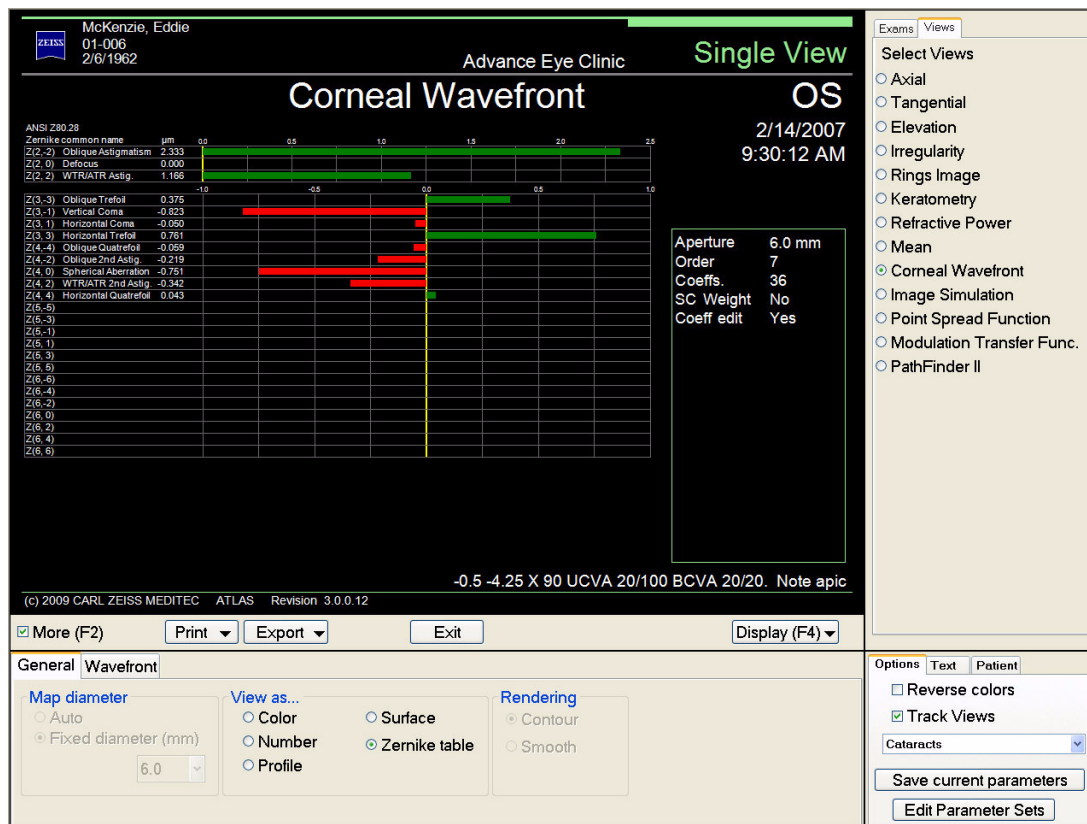 McKenzie, Eddie
ZEISS 01-006
2/6/1962
Advance Eye Clinic
Single View
Corneal Wavefront
OS
2/14/2007
9:30:12 AM
ANSI Z80.28
Zernike common name µm 0.0 0.5 1.0 1.5 2.0 2.5
Z(2,-2) Oblique Astigmatism 2.333
Z(2, 0) Defocus 0.000
Z(2, 2) WTR/ATR Astig. 1.166
-1.0 -0.5 0.0 0.5 1.0
Z(3,-3) Oblique Trefoil 0.375
Z(3,-1) Vertical Coma -0.823
Z(3, 1) Horizontal Coma -0.050
Z(3, 3) Horizontal Trefoil 0.761
Z(4,-4) Oblique Quatrefoil -0.059
Z(4,-2) Oblique 2nd Astig. -0.219
Z(4, 0) Spherical Aberration -0.751
Z(4, 2) WTR/ATR 2nd Astig. -0.342
Z(4, 4) Horizontal Quatrefoil 0.043
Z(5,-5)
Z(5,-3)
Z(5,-1)
Z(5, 1)
Z(5, 3)
Z(5, 5)
Z(6,-6)
Z(6,-4)
Z(6,-2)
Z(6, 0)
Z(6, 2)
Z(6, 4)
Z(6, 6)
Aperture 6.0 mm
Order 7
Coeffs. 36
SC Weight No
Coeff edit Yes
-0.5 -4.25 X 90 UCVA 20/100 BCVA 20/20. Note apic
(c) 2009 CARL ZEISS MEDITEC ATLAS Revision 3.0.0.12
Exams Views
Select Views
Axial
Tangential
Elevation
Irregularity
Rings Image
Keratometry
Refractive Power
Mean
Corneal Wavefront
Image Simulation
Point Spread Function
Modulation Transfer Func.
PathFinder II
More (F2)
Print
Export
Exit
Display (F4)
General Wavefront
Map diameter
Auto
Fixed diameter (mm)
6.0
View as...
Color
Number
Profile
Surface
Zernike table
Rendering
Contour
Smooth
Options Text Patient
Reverse colors
Track Views
Cataracts
Save current parameters
Edit Parameter Sets